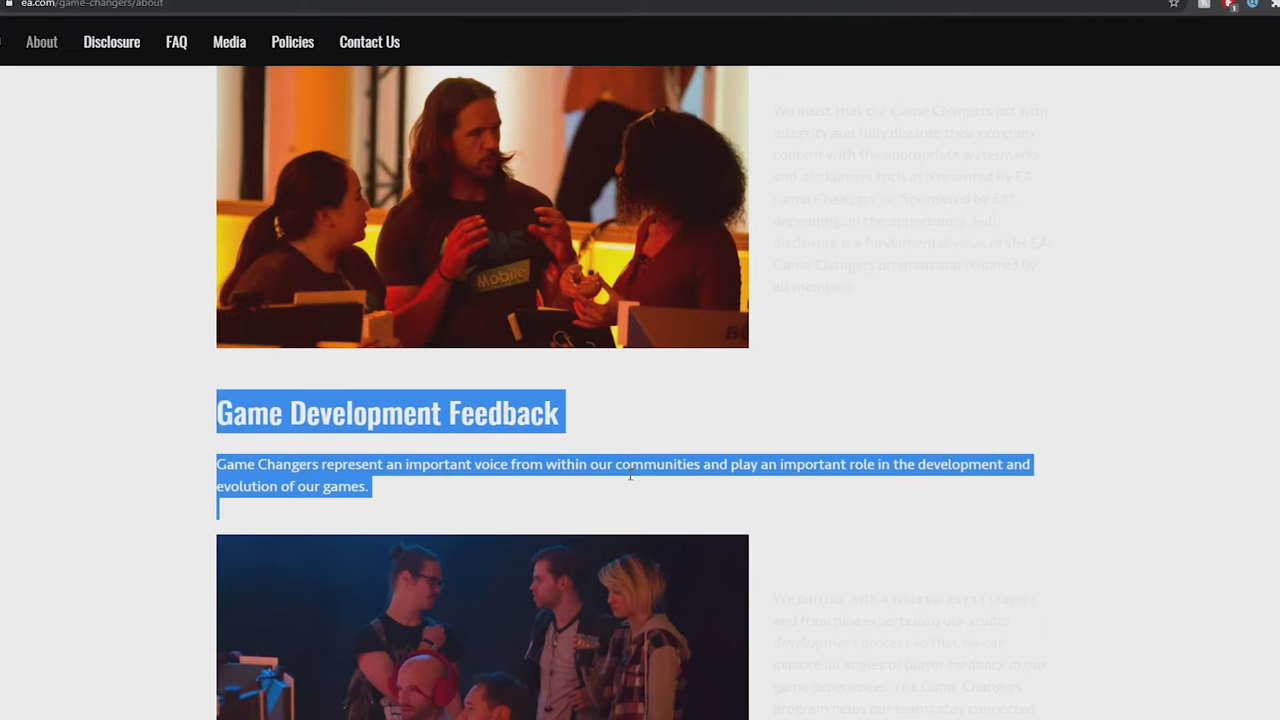 ea.com/game-changers/about
About Disclosure FAQ Media Policies Contact Us
We insist that our Game Changers act with
integrity and fully disclose their program
content with the appropriate watermarks
and disclaimers such as "Presented by EA
Game Changers" or "Sponsored by EA",
depending on the opportunity. Full
disclosure is a fundamental value of the EA
Game Changers program and required by
all members.
Mobile
Game Development Feedback
Game Changers represent an important voice from within our communities and play an important role in the development and
evolution of our games.
We partner with a wide variety of players
and franchise experts into our studio
development process so that we can
explore all angles of player feedback in our
game experiences. The Game Changers
program helps our teams stay connected